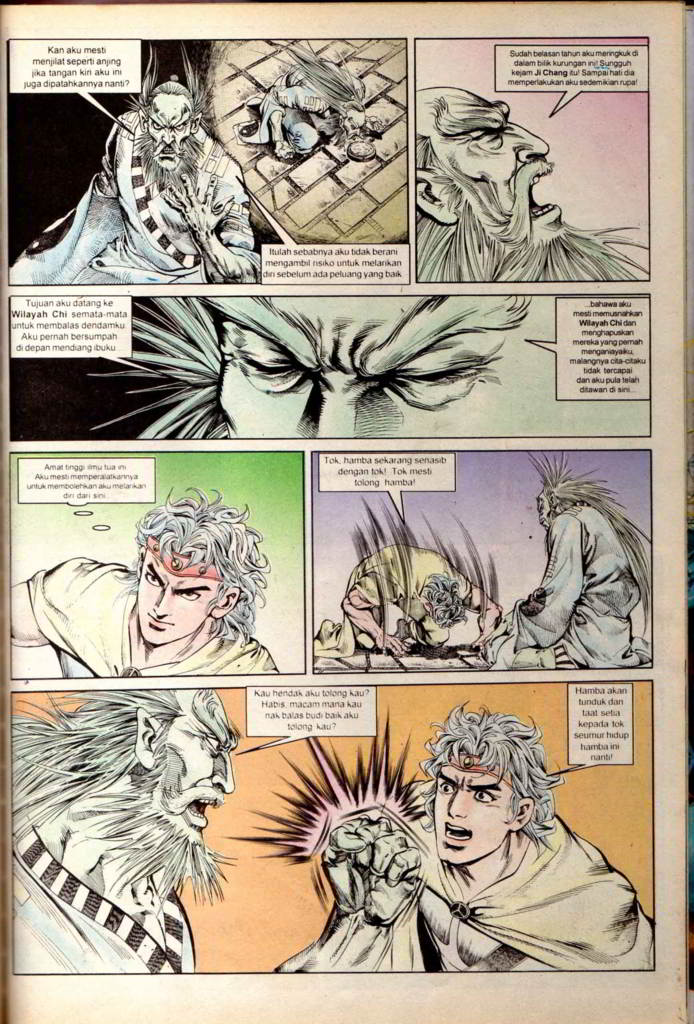 Kan aku mesti
menjilat seperti anjing
jika tangan kiri aku ini
juga dipatahkannya nanti?
Itulah sebabnya aku tidak berani
mengambil risiko untuk melarikan
diri sebelum ada peluang yang baik
Sudah belasan tahun aku meringkuk di
dalam bilik kurungan ini! Sungguh
kejam Ji Chang itu! Sampai hati dia
memperlakukan aku sedemikian rupa!
Tujuan aku datang ke
Wilayah Chi semata-mata
untuk membalas dendamku.
Aku pernah bersumpah
di depan mendiang ibuku...
...bahawa aku
mesti memusnahkan
Wilayah Chi dan
menghapuskan
mereka yang pernah
menganiayaiku,
malangnya cita-citaku
tidak tercapai
dan aku pula telah
ditawan di sini...
Amat tinggi ilmu tua ini
Aku mesti memperalatkannya
untuk membolehkan aku melarikan
diri dari sini...
Tok, hamba sekarang senasib
dengan tok! Tok mesti
tolong hamba!
Kau hendak aku tolong kau?
Habis, macam mana kau
nak balas budi baik aku
tolong kau?
Hamba akan
tunduk dan
taat setia
kepada tok
seumur hidup
hamba ini
nanti!